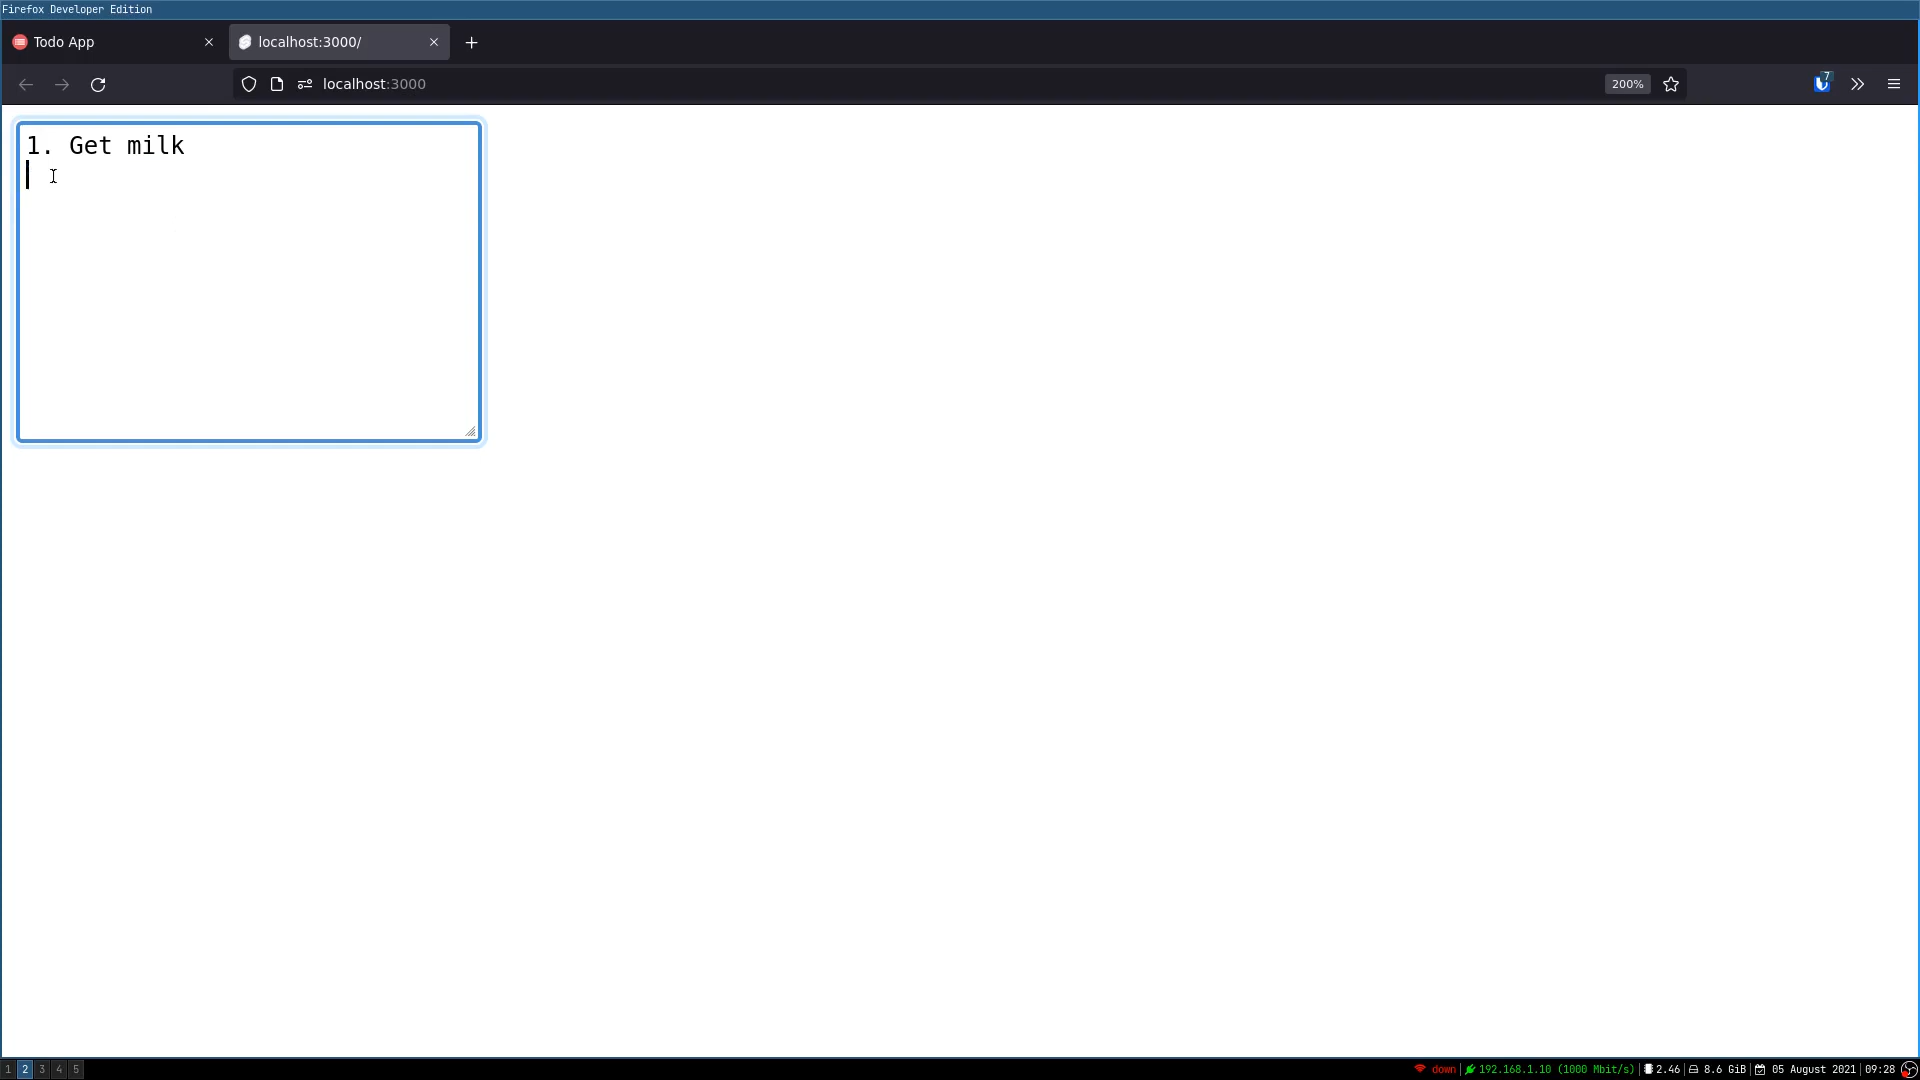 Firefox Developer Edition
Todo App
localhost:3000/
localhost:3000
200%
7
1. Get milk
1 2 3 4 5
down
192.168.1.10 (1000 Mbit/s)
2.46
8.6 GiB
05 August 2021
09:28